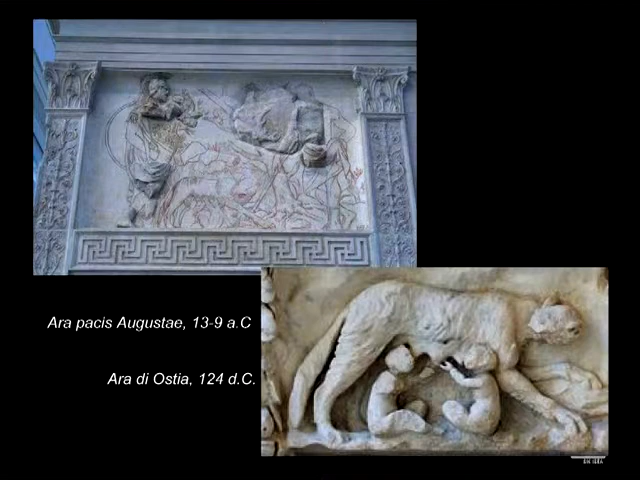 Ara pacis Augustae, 13-9 a.C
Ara di Ostia, 124 d.C.